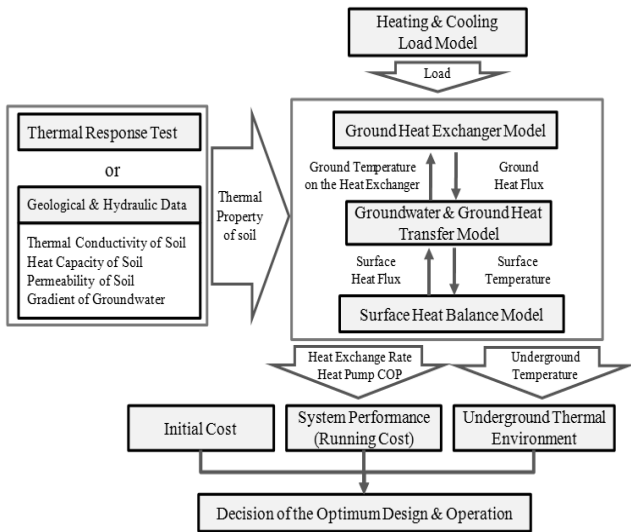 Heating & Cooling
Load Model
Load
Thermal Response Test
or
Geological & Hydraulic Data
Thermal Conductivity of Soil
Heat Capacity of Soil
Permeability of Soil
Gradient of Groundwater
Thermal
Property
of soil
Ground Heat Exchanger Model
Ground Temperature
on the Heat Exchanger
Ground
Heat Flux
Groundwater & Ground Heat
Transfer Model
Surface
Heat Flux
Surface
Temperature
Surface Heat Balance Model
Heat Exchange Rate
Heat Pump COP
Underground
Temperature
Initial Cost
System Performance
(Running Cost)
Underground Thermal
Environment
Decision of the Optimum Design & Operation